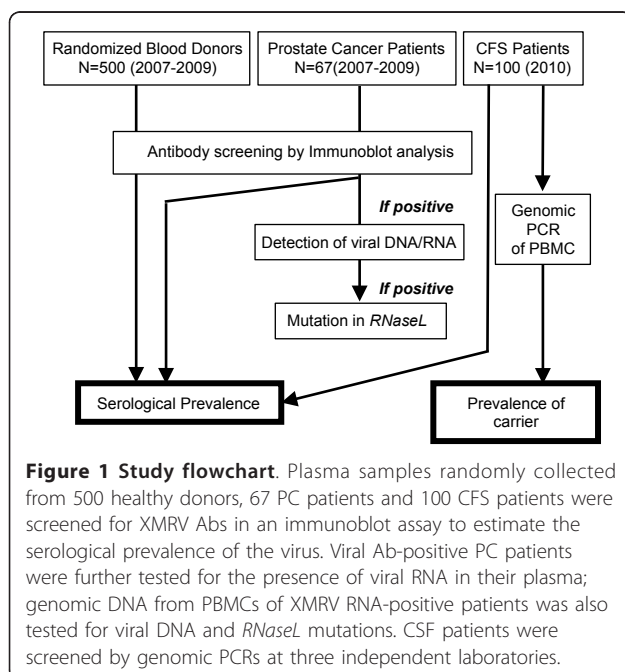 Randomized Blood Donors
N=500 (2007-2009)
Prostate Cancer Patients
N=67(2007-2009)
CFS Patients
N=100 (2010)
Antibody screening by Immunoblot analysis
If positive
Detection of viral DNA/RNA
If positive
Mutation in RNaseL
Genomic
PCR
of PBMC
Serological Prevalence
Prevalence of
carrier
Figure 1 Study flowchart. Plasma samples randomly collected
from 500 healthy donors, 67 PC patients and 100 CFS patients were
screened for XMRV Abs in an immunoblot assay to estimate the
serological prevalence of the virus. Viral Ab-positive PC patients
were further tested for the presence of viral RNA in their plasma;
genomic DNA from PBMCs of XMRV RNA-positive patients was also
tested for viral DNA and RNaseL mutations. CSF patients were
screened by genomic PCRs at three independent laboratories.